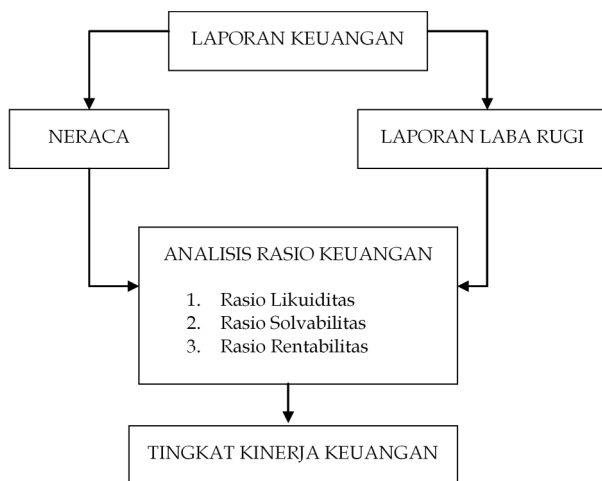 LAPORAN KEUANGAN
NERACA
LAPORAN LABA RUGI
ANALISIS RASIO KEUANGAN
1. Rasio Likuiditas
2. Rasio Solvabilitas
3. Rasio Rentabilitas
TINGKAT KINERJA KEUANGAN